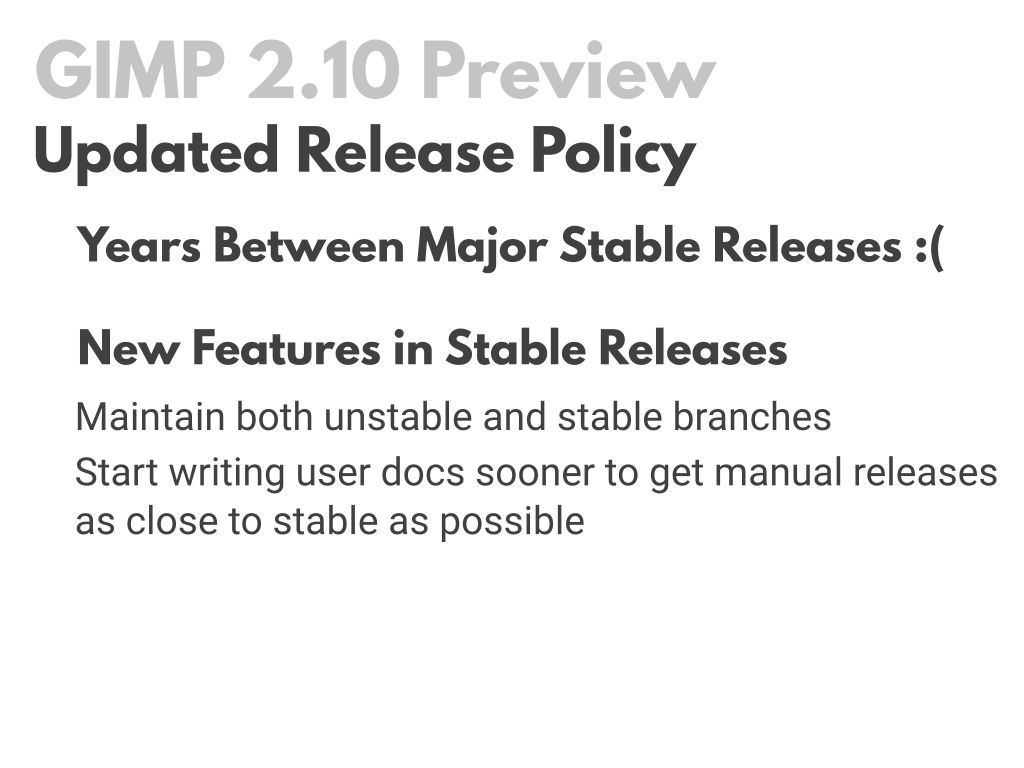 GIMP 2.10 Preview
Updated Release Policy
Years Between Major Stable Releases :(
New Features in Stable Releases
Maintain both unstable and stable branches
Start writing user docs sooner to get manual releases
as close to stable as possible